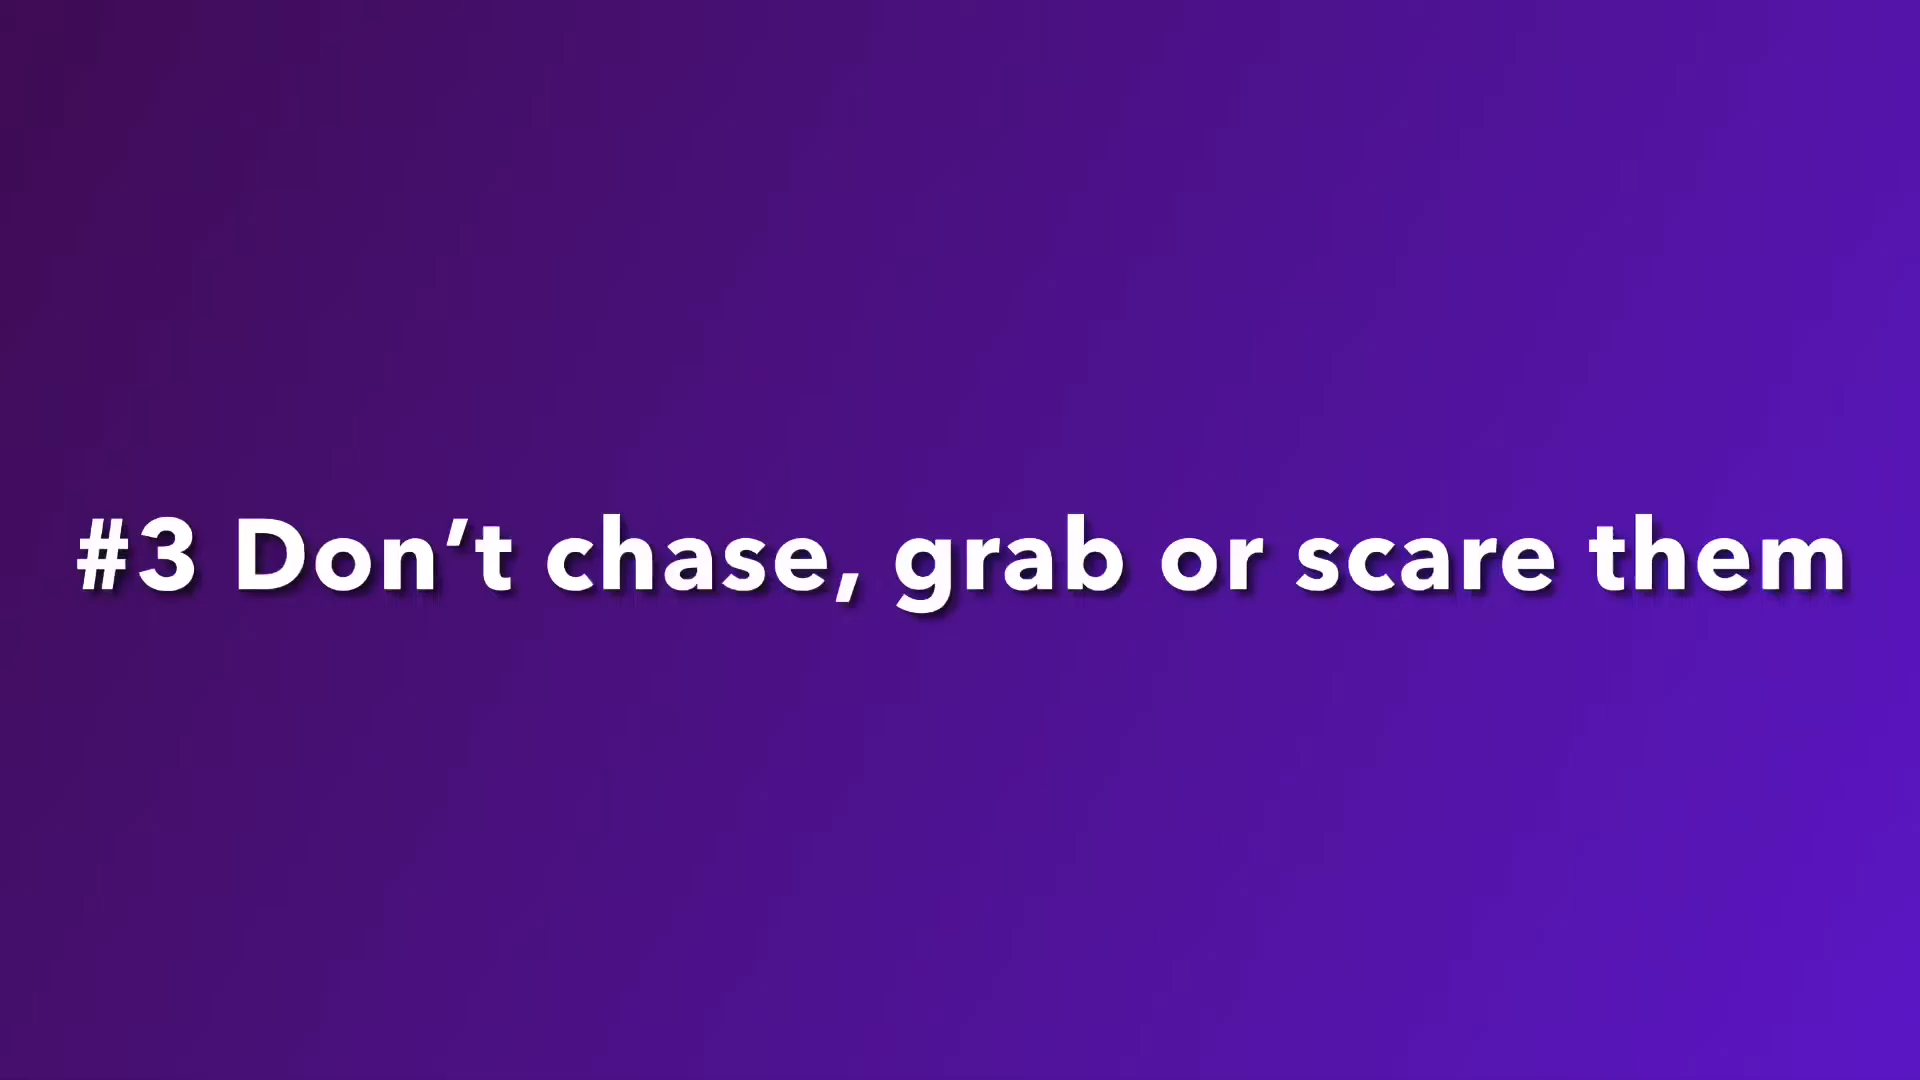 #3 Don’t chase, grab or scare them